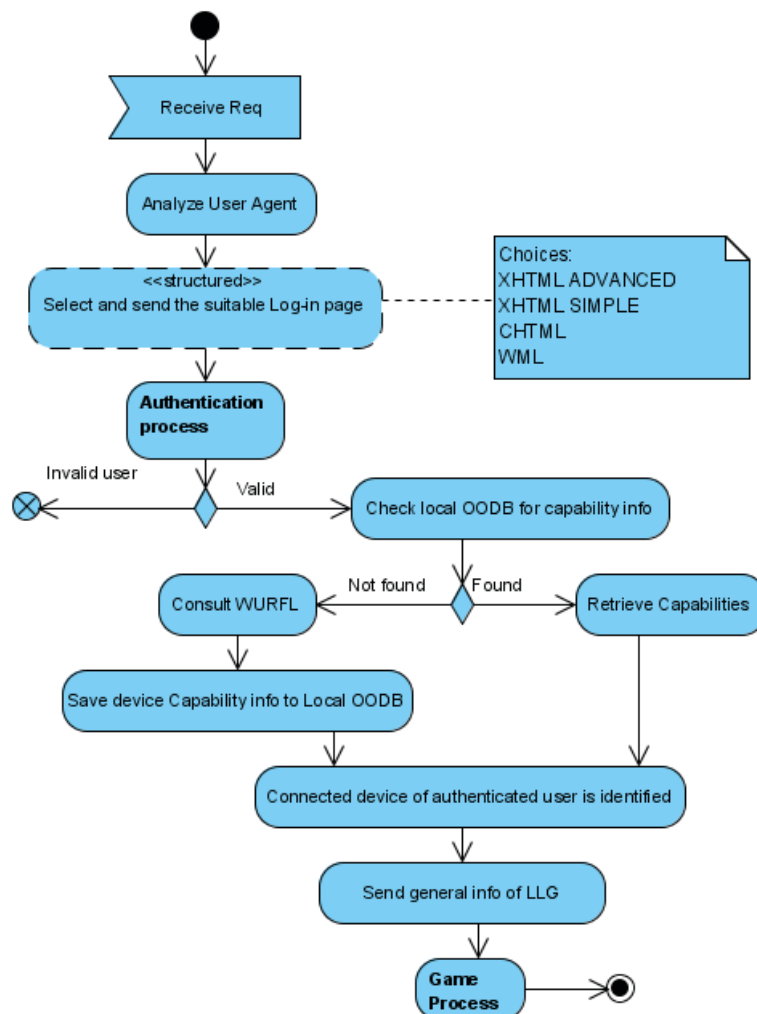 Receive Req
Analyze User Agent
<<structured>>
Select and send the suitable Log-in page
Choices:
XHTML ADVANCED
XHTML SIMPLE
CHTML
WML
Authentication
process
Invalid user
Valid
Check local OODB for capability info
Not found
Found
Consult WURFL
Retrieve Capabilities
Save device Capability info to Local OODB
Connected device of authenticated user is identified
Send general info of LLG
Game
Process